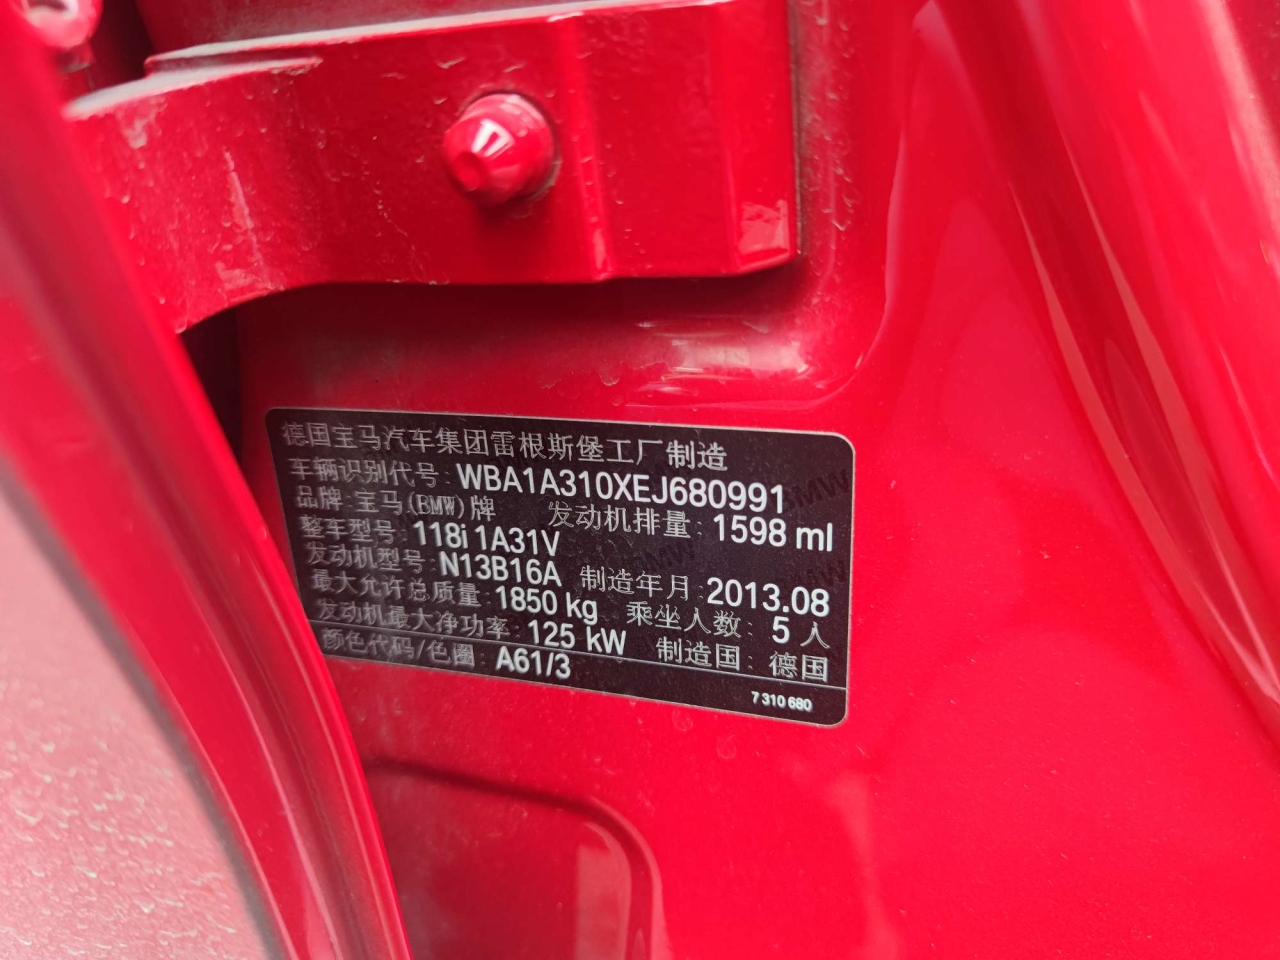 德国宝马汽车集团雷根斯堡工厂制造
车辆识别代号: WBA1A310XEJ680991
品牌: 宝马(BMW)牌 发动机排量: 1598 ml
整车型号: 118i 1A31V
发动机型号: N13B16A 制造年月: 2013.08
最大允许总质量: 1850 kg 乘坐人数: 5 人
发动机最大净功率: 125 kW 制造国: 德国
颜色代码/色圈: A61/3
7 310 680